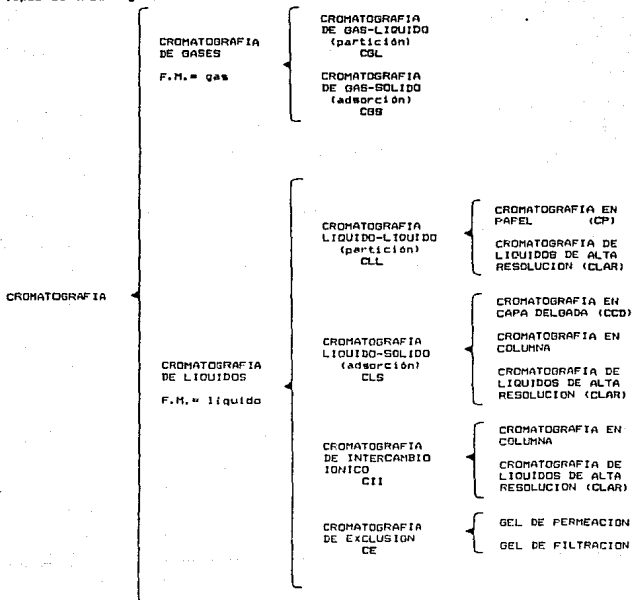 CROMATOGRAFIA
CROMATOGRAFIA
DE GASES
F.M.= gas
CROMATOGRAFIA
DE GAS-LIQUIDO
(partición)
CGL
CROMATOGRAFIA
DE GAS-SOLIDO
(adsorción)
CGS
CROMATOGRAFIA
DE LIQUIDOS
F.M.= líquido
CROMATOGRAFIA
LIQUIDO-LIQUIDO
(partición)
CLL
CROMATOGRAFIA EN
PAPEL (CP)
CROMATOGRAFIA DE
LIQUIDOS DE ALTA
RESOLUCION (CLAR)
CROMATOGRAFIA
LIQUIDO-SOLIDO
(adsorción)
CLS
CROMATOGRAFIA EN
CAPA DELGADA (CCD)
CROMATOGRAFIA EN
COLUMNA
CROMATOGRAFIA DE
LIQUIDOS DE ALTA
RESOLUCION (CLAR)
CROMATOGRAFIA
DE INTERCAMBIO
IONICO
CII
CROMATOGRAFIA EN
COLUMNA
CROMATOGRAFIA DE
LIQUIDOS DE ALTA
RESOLUCION (CLAR)
CROMATOGRAFIA
DE EXCLUSION
CE
GEL DE PERMEACION
GEL DE FILTRACION